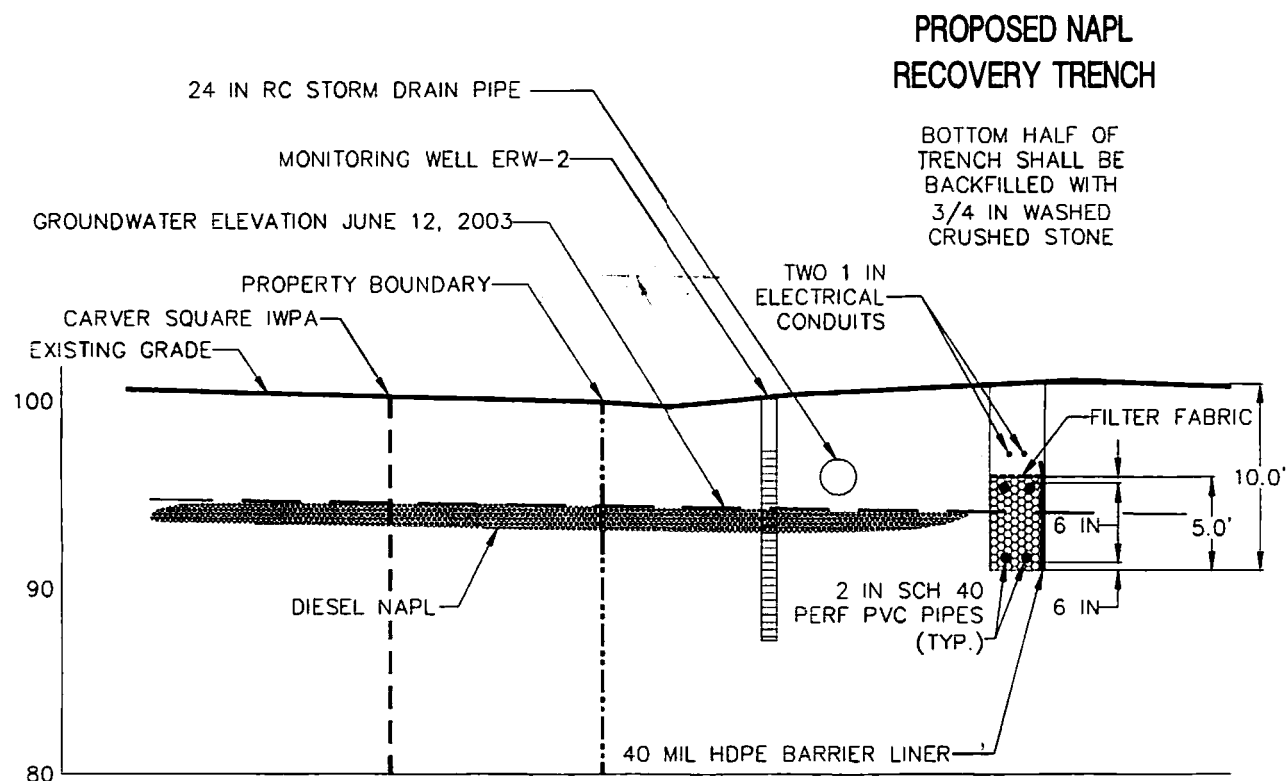 PROPOSED NAPL
RECOVERY TRENCH
24 IN RC STORM DRAIN PIPE
BOTTOM HALF OF
TRENCH SHALL BE
BACKFILLED WITH
3/4 IN WASHED
CRUSHED STONE
MONITORING WELL ERW-2
GROUNDWATER ELEVATION JUNE 12, 2003
PROPERTY BOUNDARY
TWO 1 IN
ELECTRICAL
CONDUITS
CARVER SQUARE IWPA
EXISTING GRADE
100
FILTER FABRIC
10.0'
6 IN
5.0'
90
DIESEL NAPL
2 IN SCH 40
PERF PVC PIPES
(TYP.)
6 IN
40 MIL HDPE BARRIER LINER
80